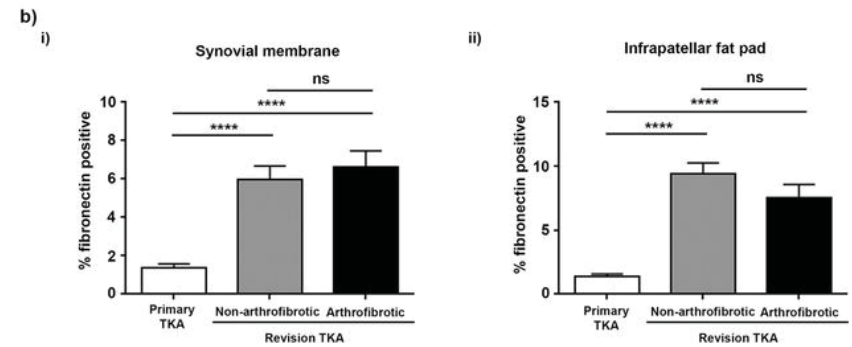 b)
i)
Synovial membrane
ns
****
****
% fibronectin positive
10
8
6
4
2
0
Primary
TKA
Non-arthrofibrotic
Arthrofibrotic
Revision TKA
ii)
Infrapatellar fat pad
ns
****
****
% fibronectin positive
15
10
5
0
Primary
TKA
Non-arthrofibrotic
Arthrofibrotic
Revision TKA